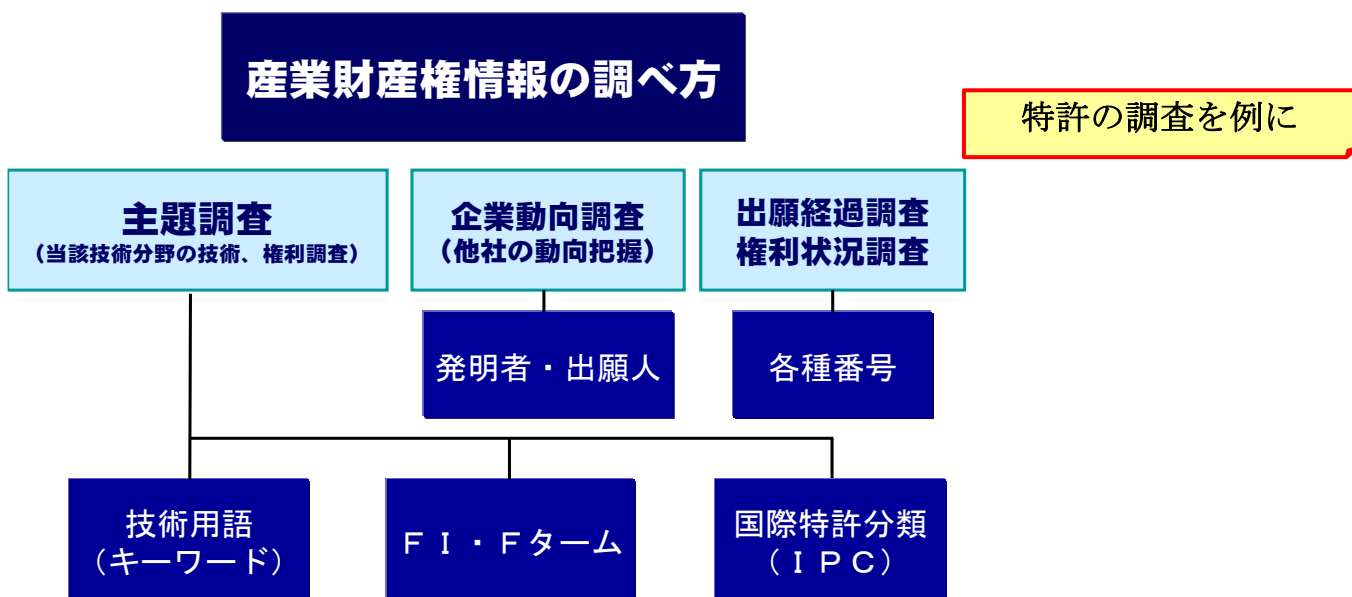 産業財産権情報の調べ方
特許の調査を例に
主題調査
(当該技術分野の技術、権利調査)
企業動向調査
(他社の動向把握)
出願経過調査
権利状況調査
発明者・出願人
各種番号
技術用語
(キーワード)
ＦＩ・Ｆターム
国際特許分類
(ＩＰＣ)